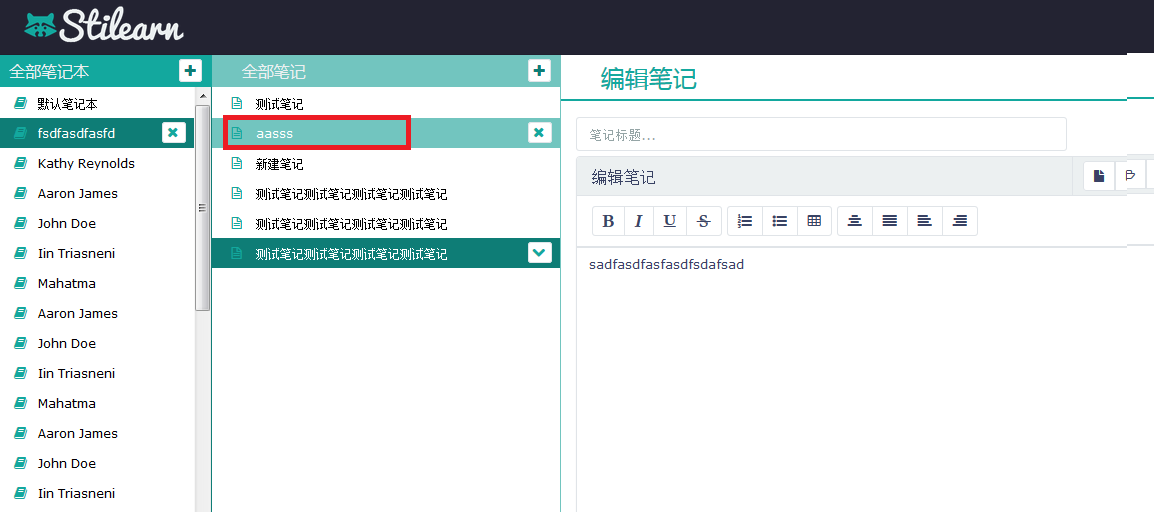 Stilearn
全部笔记本
默认笔记本
fsdfasdfasfd
Kathy Reynolds
Aaron James
John Doe
Iin Triasneni
Mahatma
Aaron James
John Doe
Iin Triasneni
Mahatma
Aaron James
John Doe
Iin Triasneni
全部笔记
测试笔记
aasss
新建笔记
测试笔记测试笔记测试笔记测试笔记
测试笔记测试笔记测试笔记测试笔记
测试笔记测试笔记测试笔记测试笔记
编辑笔记
笔记标题...
编辑笔记
B I U S
sadfasdfasfasdfsdafsad